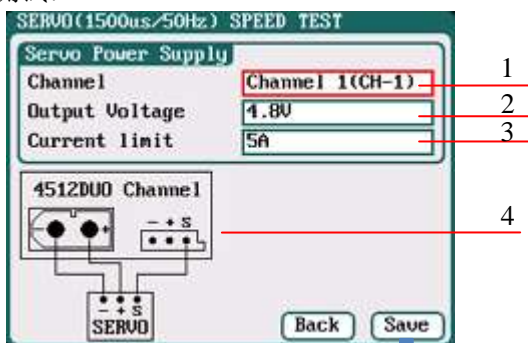 SERVO(1500us/50Hz) SPEED TEST
Servo Power Supply
Channel Channel 1(CH-1) 1
Output Voltage 4.8V 2
Current limit 5A 3
4512DUO Channel
- + S
- +
4
- + S
SERVO
Back Save